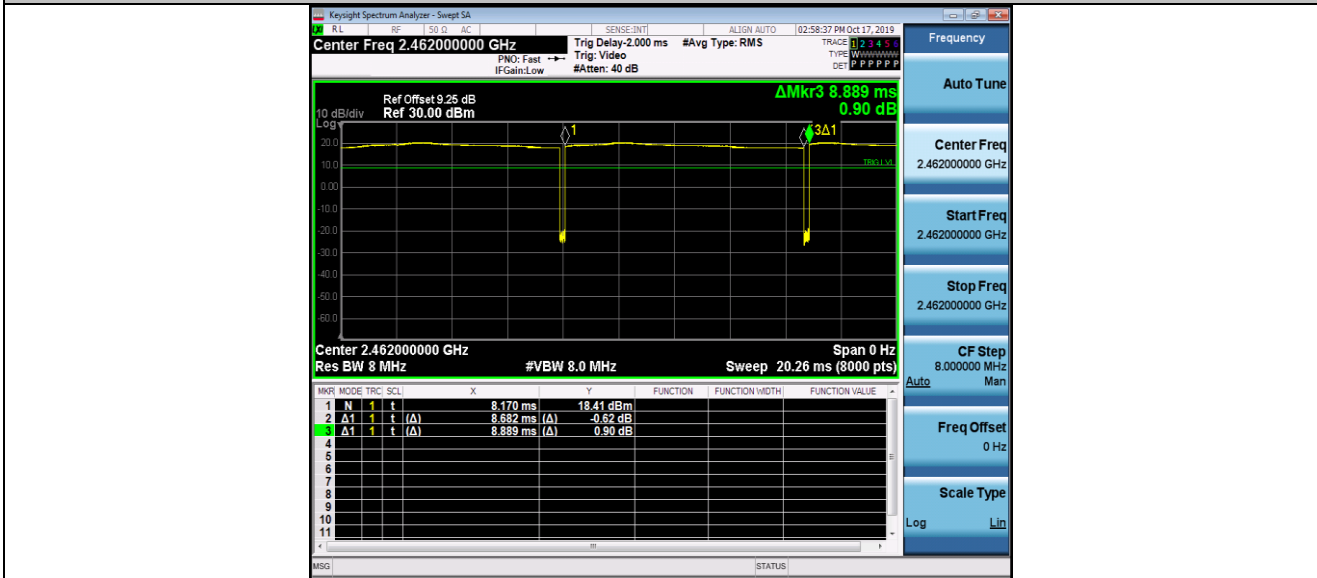 Keysight Spectrum Analyzer - Swept SA
RL RF 50 Ω AC SENSE:INT ALIGN AUTO 02:58:37 PM Oct 17, 2019
Center Freq 2.462000000 GHz
PNO: Fast
IFGain:Low
Trig Delay-2.000 ms
Trig: Video
#Atten: 40 dB
#Avg Type: RMS
TRACE 1 2 3 4 5 6
TYPE WWWWWW
DET P P P P P P
ΔMkr3 8.889 ms
0.90 dB
Ref Offset 9.25 dB
10 dB/div Ref 30.00 dBm
Log
1
3Δ1
20.0
TRIG LVL
10.0
0.00
-10.0
-20.0
-30.0
-40.0
-50.0
-60.0
Center 2.462000000 GHz Span 0 Hz
Res BW 8 MHz #VBW 8.0 MHz Sweep 20.26 ms (8000 pts)
MKR MODE TRC SCL X Y FUNCTION FUNCTION WIDTH FUNCTION VALUE
1 N 1 t 8.170 ms 18.41 dBm
2 Δ1 1 t (Δ) 8.682 ms (Δ) -0.62 dB
3 Δ1 1 t (Δ) 8.889 ms (Δ) 0.90 dB
4
5
6
7
8
9
10
11
MSG STATUS
Frequency
Auto Tune
Center Freq
2.462000000 GHz
Start Freq
2.462000000 GHz
Stop Freq
2.462000000 GHz
CF Step
8.000000 MHz
Auto Man
Freq Offset
0 Hz
Scale Type
Log Lin